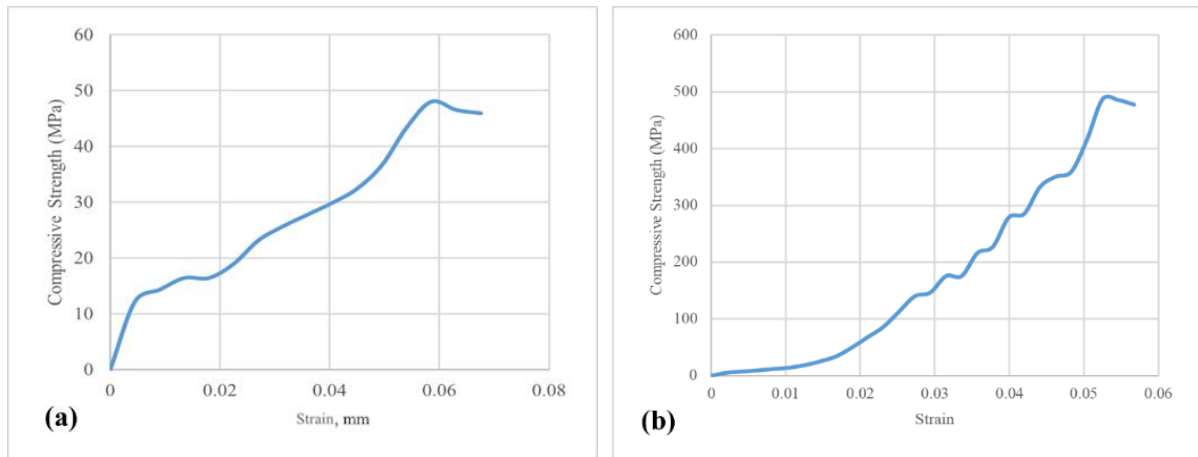 60
50
40
30
20
10
0
Compressive Strength (MPa)
0 0.02 0.04 0.06 0.08
Strain, mm
(a)
600
500
400
300
200
100
0
Compressive Strength (MPa)
0 0.01 0.02 0.03 0.04 0.05 0.06
Strain
(b)